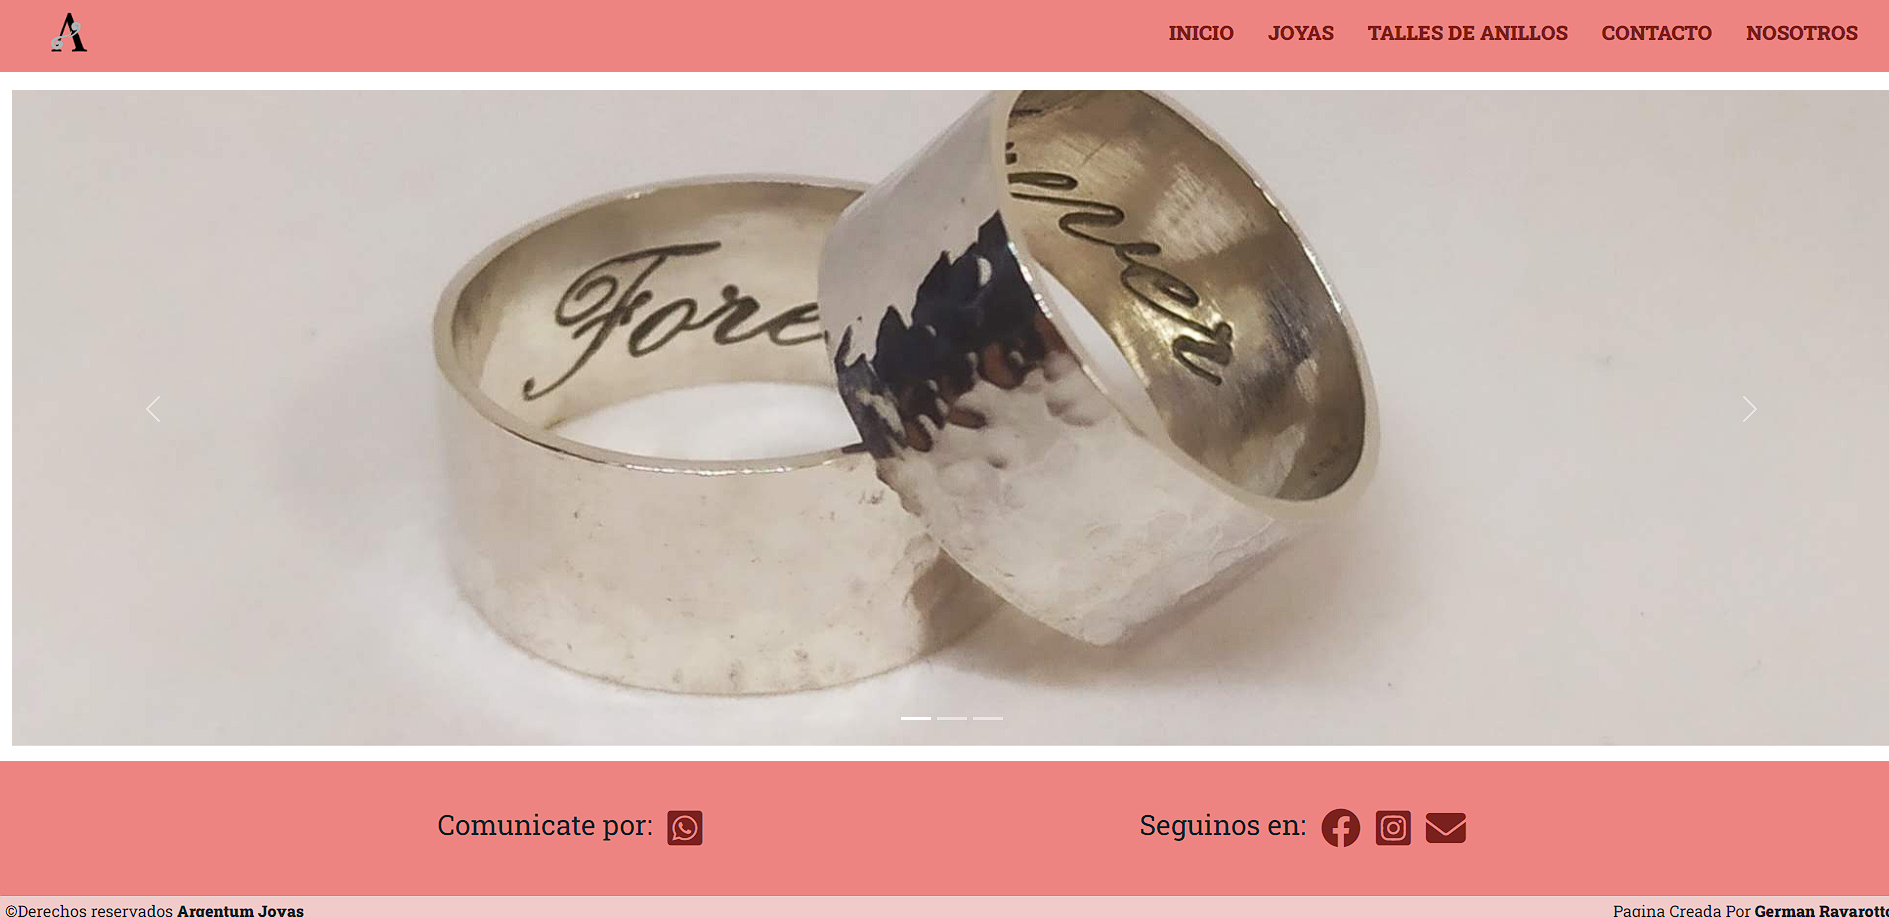 A
INICIO JOYAS TALLES DE ANILLOS CONTACTO NOSOTROS
Fore
Comunicate por:
Seguinos en:
©Derechos reservados Argentum Joyas
Pagina Creada Por German Ravarotto